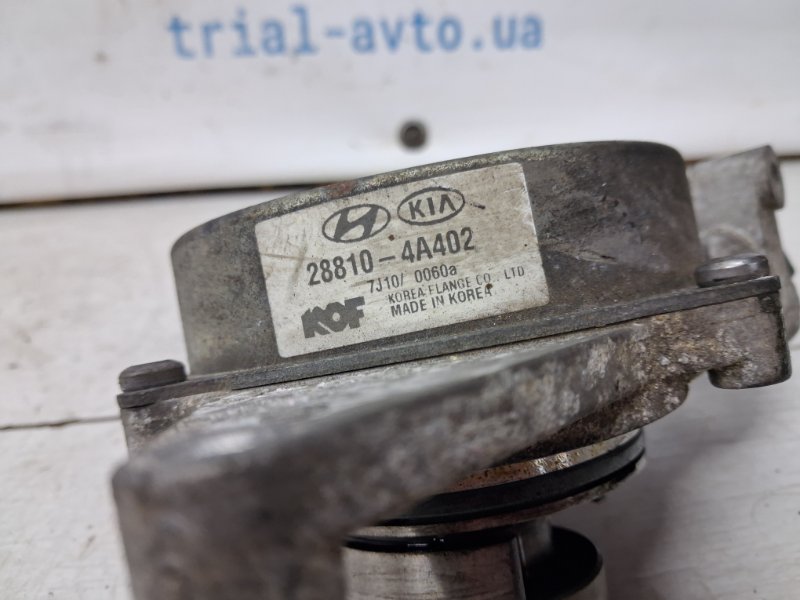 trial-avto.ua
KIA
28810-4A402
7J10/ 0060a
KOREA FLANGE CO. LTD
KOF MADE IN KOREA